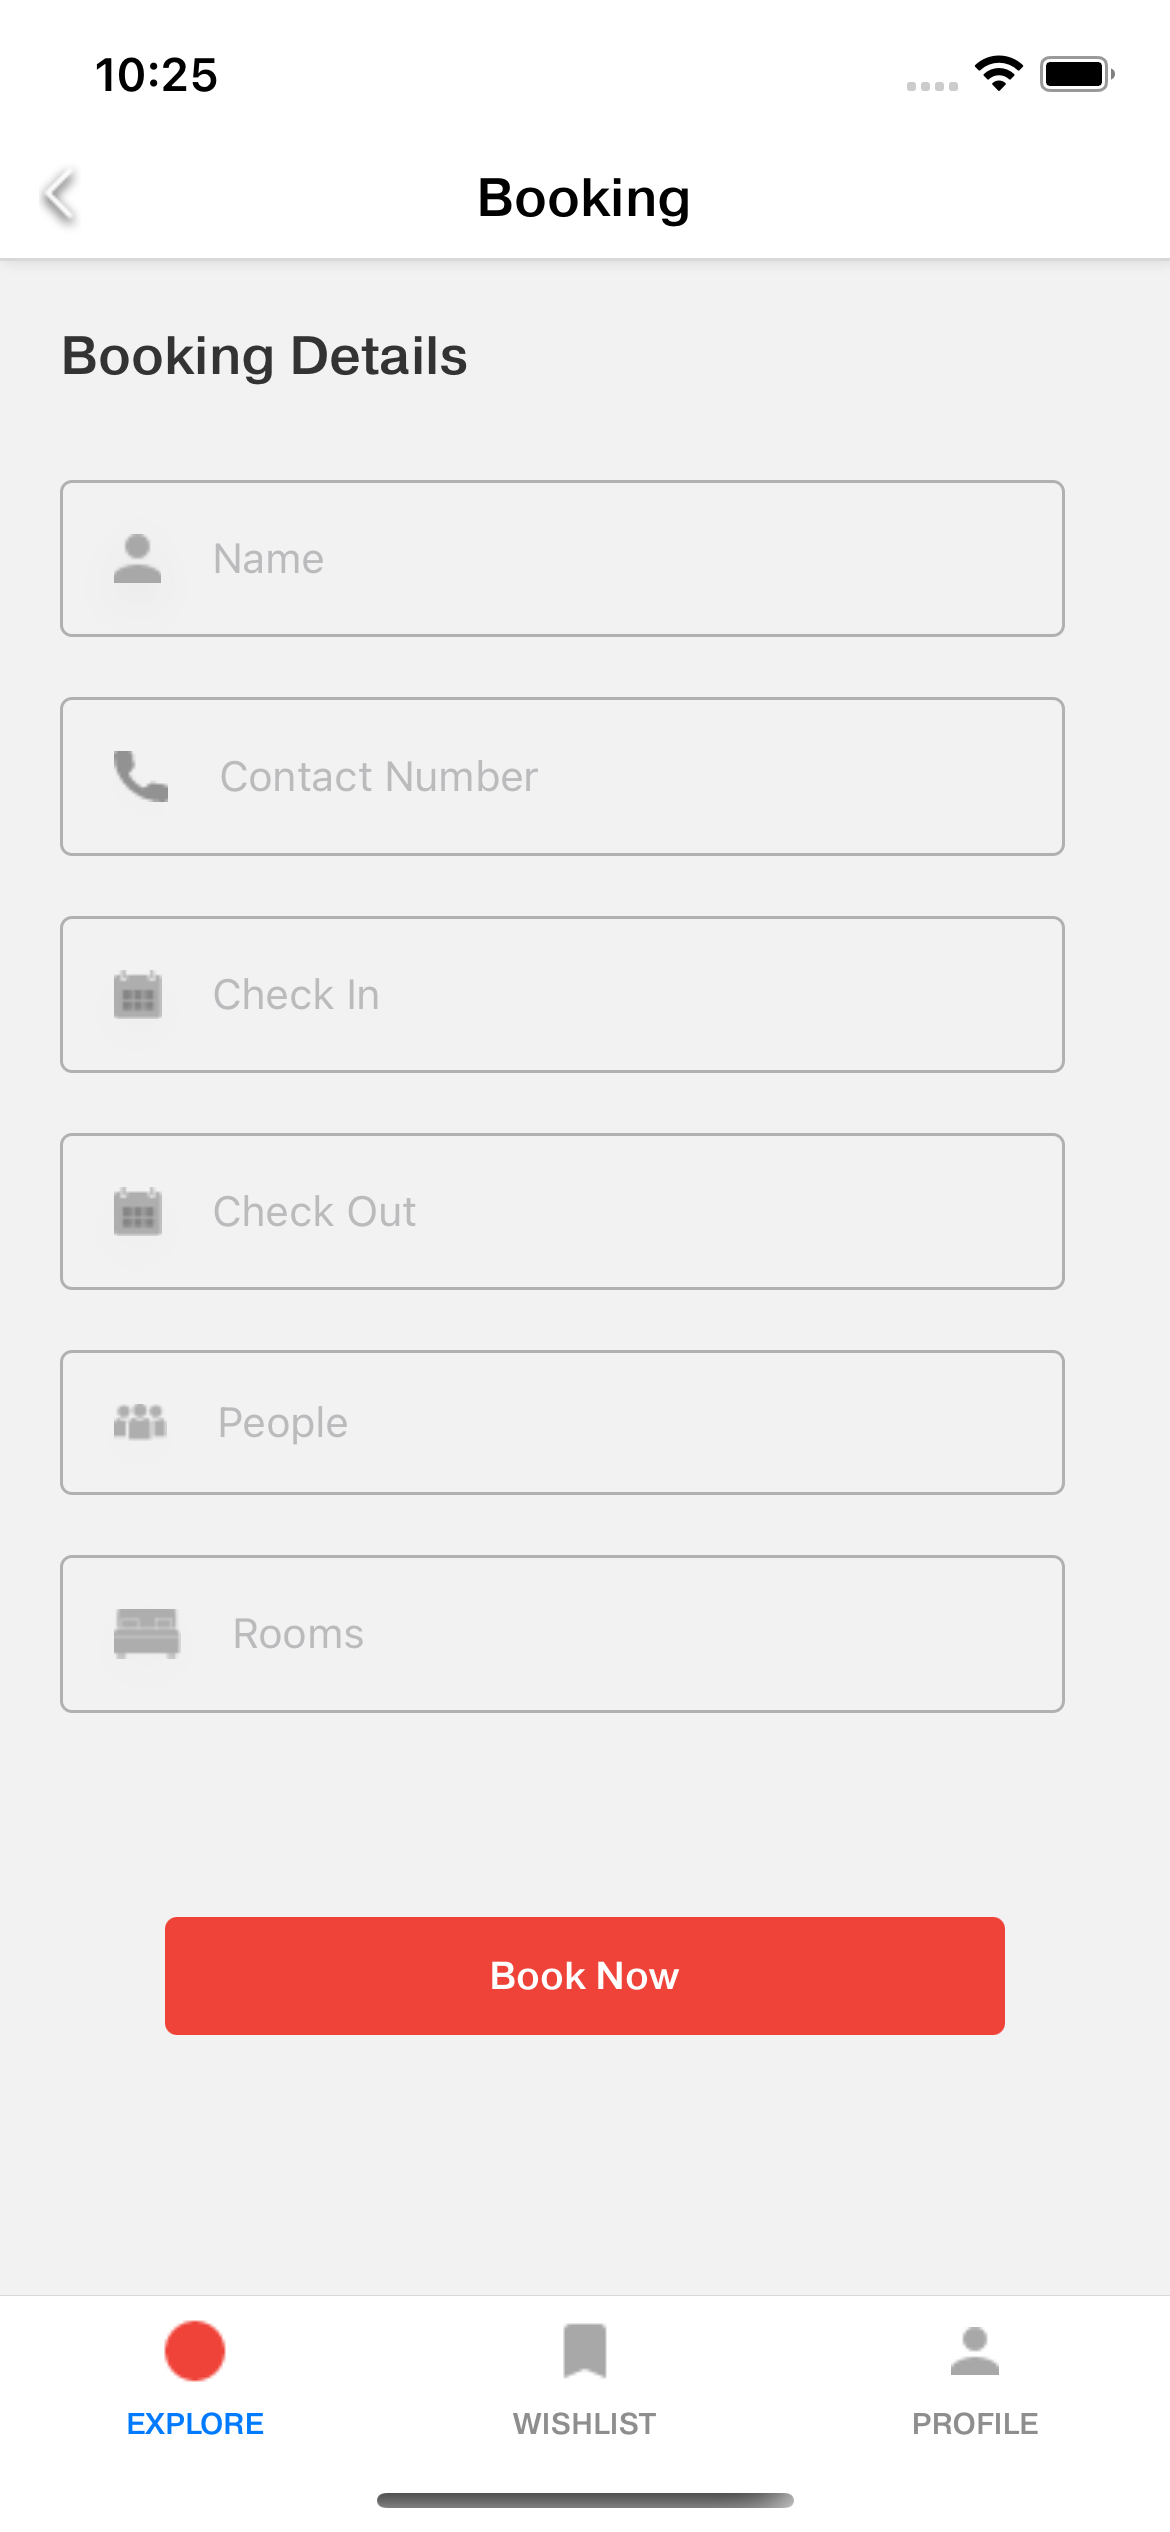 10:25
Booking
Booking Details
Name
Contact Number
Check In
Check Out
People
Rooms
Book Now
EXPLORE
WISHLIST
PROFILE